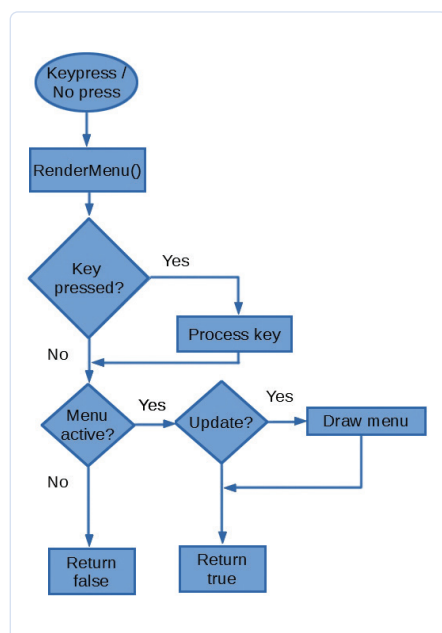 Keypress /
No press
RenderMenu()
Key
pressed?
Yes
Process key
No
Menu
active?
Yes
Update?
Yes
Draw menu
No
Return
false
Return
true